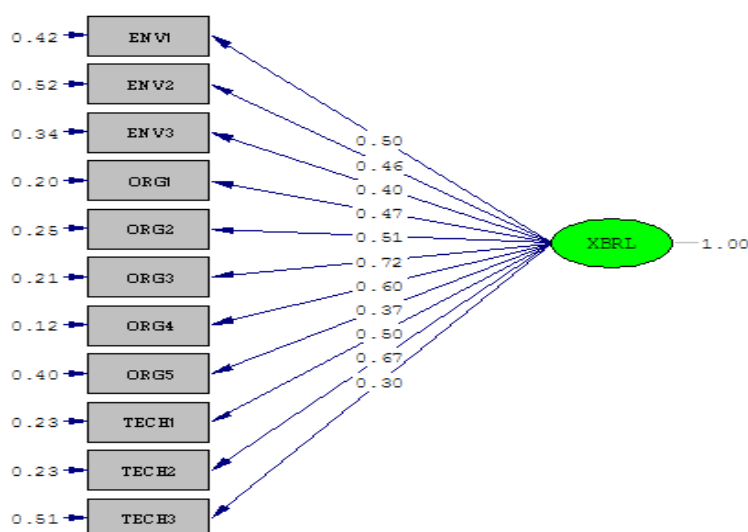 0.42 ENV1
0.52 ENV2
0.34 ENV3
0.50
0.46
0.40
0.20 ORG1
0.47
0.25 ORG2
0.51
XBRL 1.00
0.72
0.21 ORG3
0.60
0.12 ORG4
0.37
0.50
0.67
0.40 ORG5
0.30
0.23 TECH1
0.23 TECH2
0.51 TECH3